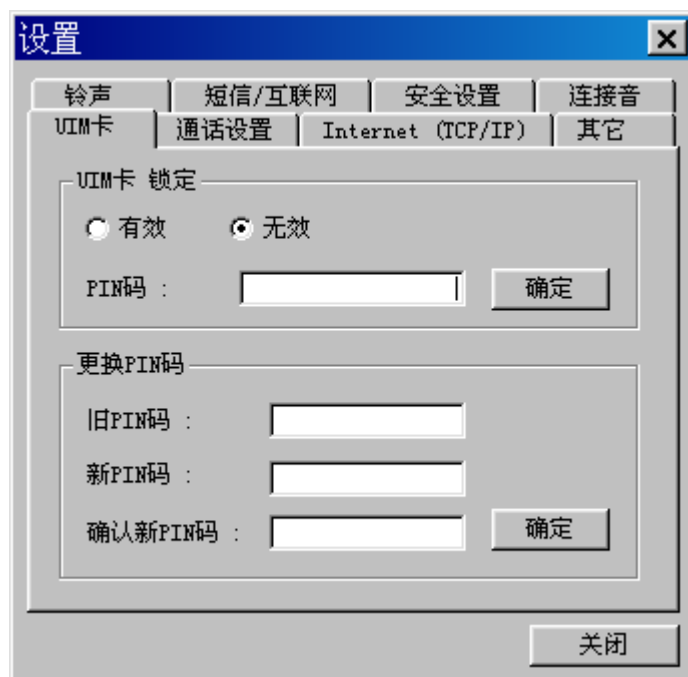 设置
铃声 短信/互联网 安全设置 连接音
UIM卡 通话设置 Internet (TCP/IP) 其它
UIM卡 锁定
有效 无效
PIN码 : 确定
更换PIN码
旧PIN码 :
新PIN码 :
确认新PIN码 : 确定
关闭